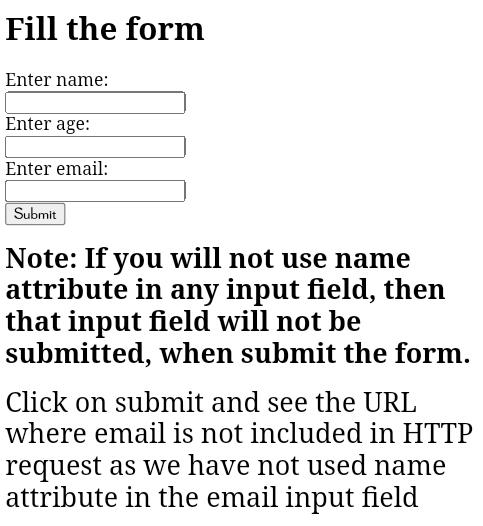 Fill the form
Enter name:
Enter age:
Enter email:
Submit
Note: If you will not use name
attribute in any input field, then
that input field will not be
submitted, when submit the form.
Click on submit and see the URL
where email is not included in HTTP
request as we have not used name
attribute in the email input field